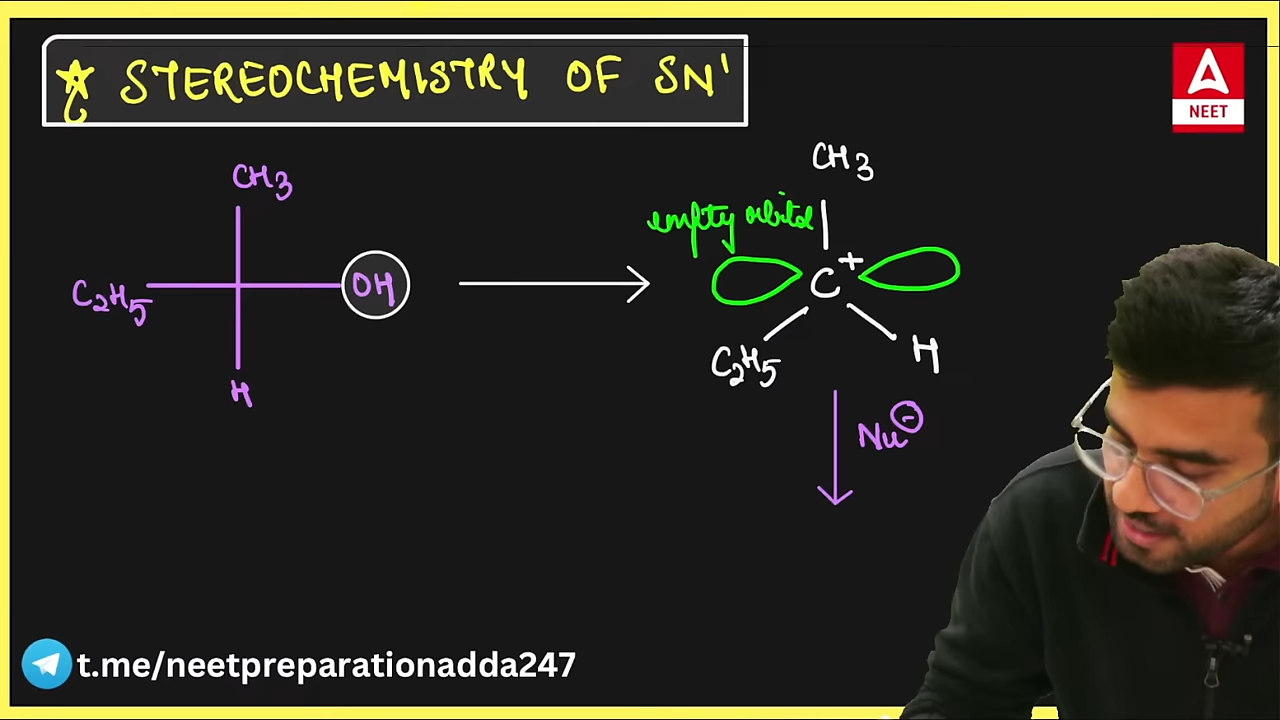 STEREOCHEMISTRY OF SN'
A
NEET
CH3
C2H5
OH
H
empty orbital
CH3
C+
C2H5
H
Nu⊖
t.me/neetpreparationadda247